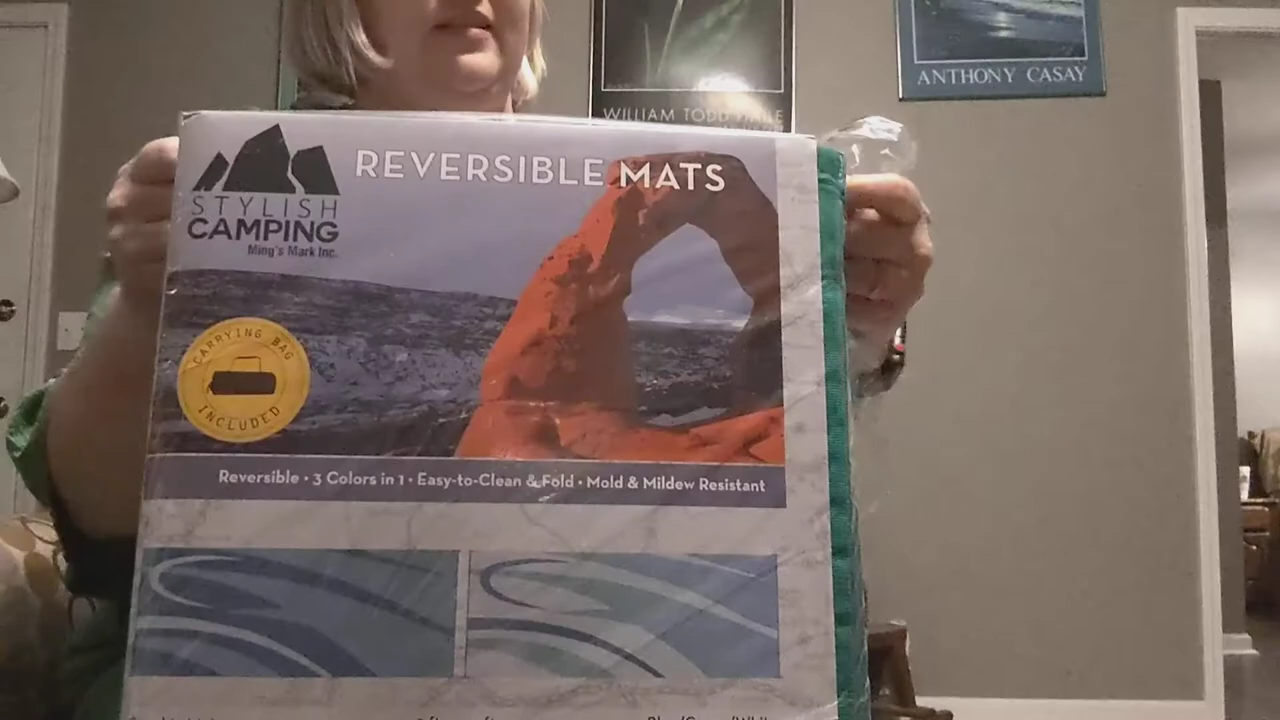 ANTHONY CASAY
WILLIAM TODD
REVERSIBLE MATS
STYLISH
CAMPING
Ming's Mark Inc.
CARRYING BAG
INCLUDED
Reversible • 3 Colors in 1 • Easy-to-Clean & Fold • Mold & Mildew Resistant